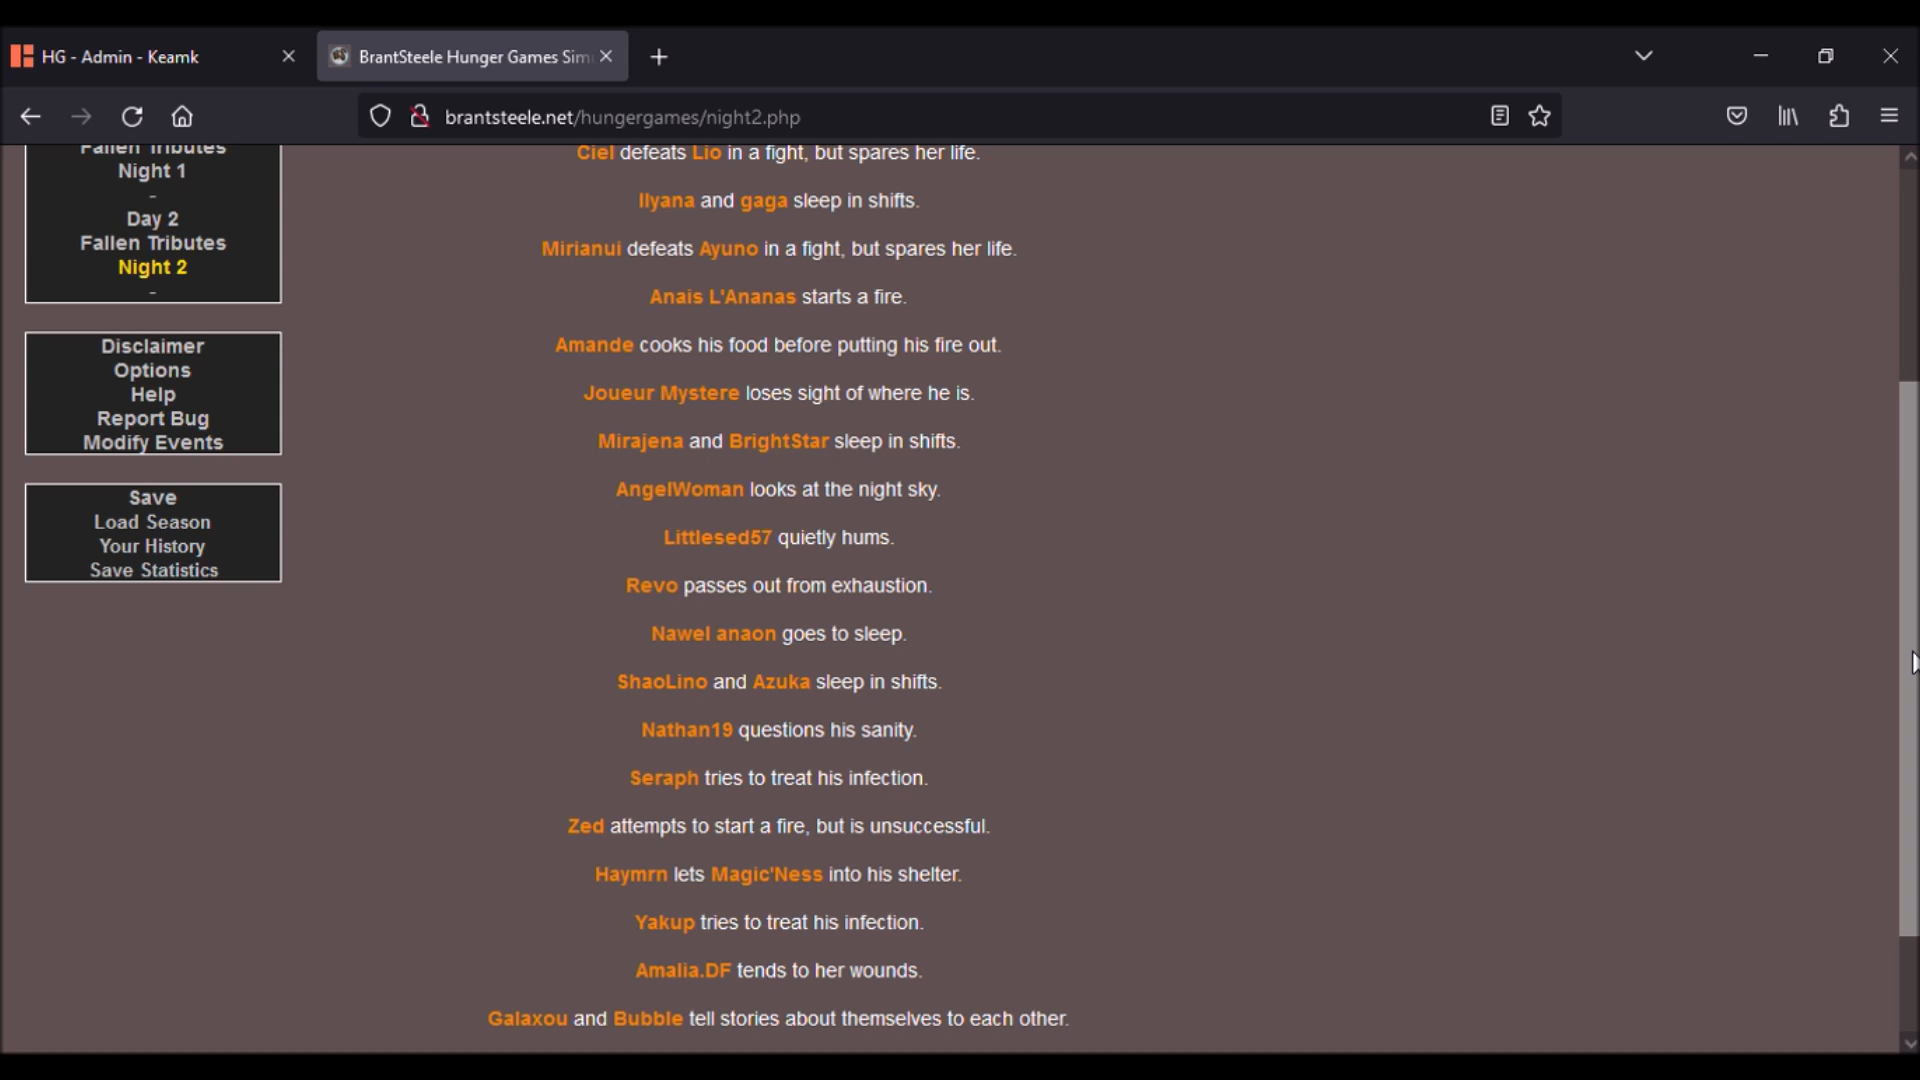 HG - Admin - Keamk
BrantSteele Hunger Games Sim
brantsteele.net/hungergames/night2.php
Fallen Tributes
Night 1
-
Day 2
Fallen Tributes
Night 2
-
Disclaimer
Options
Help
Report Bug
Modify Events
Save
Load Season
Your History
Save Statistics
Ciel defeats Lio in a fight, but spares her life.
Ilyana and gaga sleep in shifts.
Mirianui defeats Ayuno in a fight, but spares her life.
Anais L'Ananas starts a fire.
Amande cooks his food before putting his fire out.
Joueur Mystere loses sight of where he is.
Mirajena and BrightStar sleep in shifts.
AngelWoman looks at the night sky.
Littlesed57 quietly hums.
Revo passes out from exhaustion.
Nawel anaon goes to sleep.
ShaoLino and Azuka sleep in shifts.
Nathan19 questions his sanity.
Seraph tries to treat his infection.
Zed attempts to start a fire, but is unsuccessful.
Haymrn lets Magic'Ness into his shelter.
Yakup tries to treat his infection.
Amalia.DF tends to her wounds.
Galaxou and Bubble tell stories about themselves to each other.